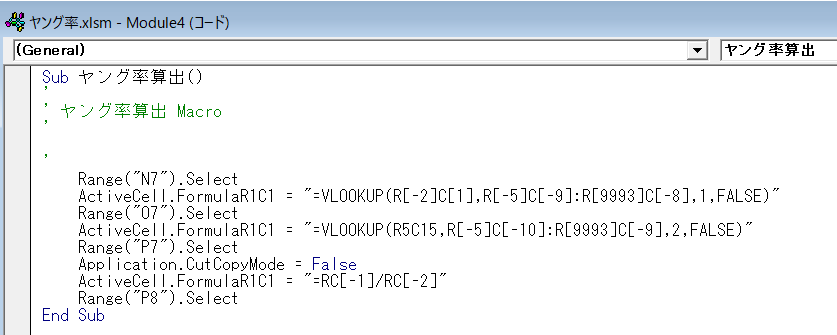 ヤング率.xlsm - Module4 (コード)
(General)
ヤング率算出
Sub ヤング率算出()
'
' ヤング率算出 Macro
'

'
    Range("N7").Select
    ActiveCell.FormulaR1C1 = "=VLOOKUP(R[-2]C[1],R[-5]C[-9]:R[9993]C[-8],1,FALSE)"
    Range("O7").Select
    ActiveCell.FormulaR1C1 = "=VLOOKUP(R5C15,R[-5]C[-10]:R[9993]C[-9],2,FALSE)"
    Range("P7").Select
    Application.CutCopyMode = False
    ActiveCell.FormulaR1C1 = "=RC[-1]/RC[-2]"
    Range("P8").Select
End Sub